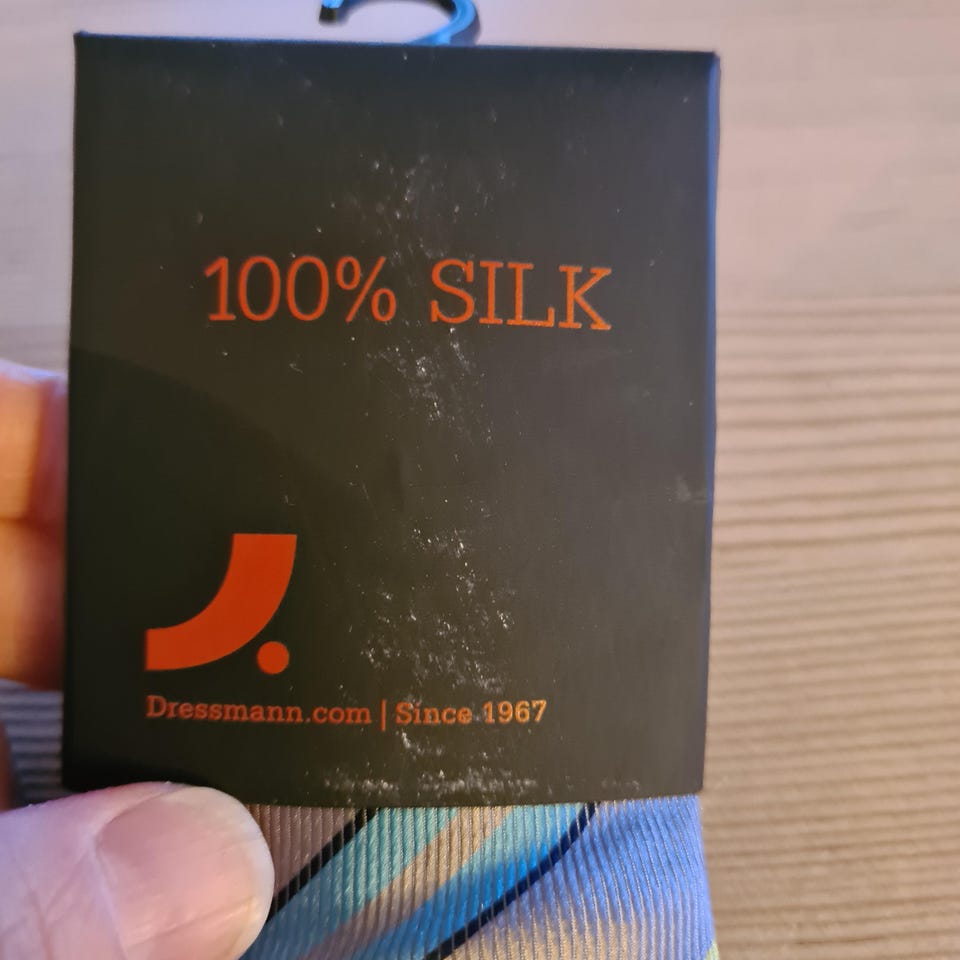 100% SILK
Dressmann.com | Since 1967